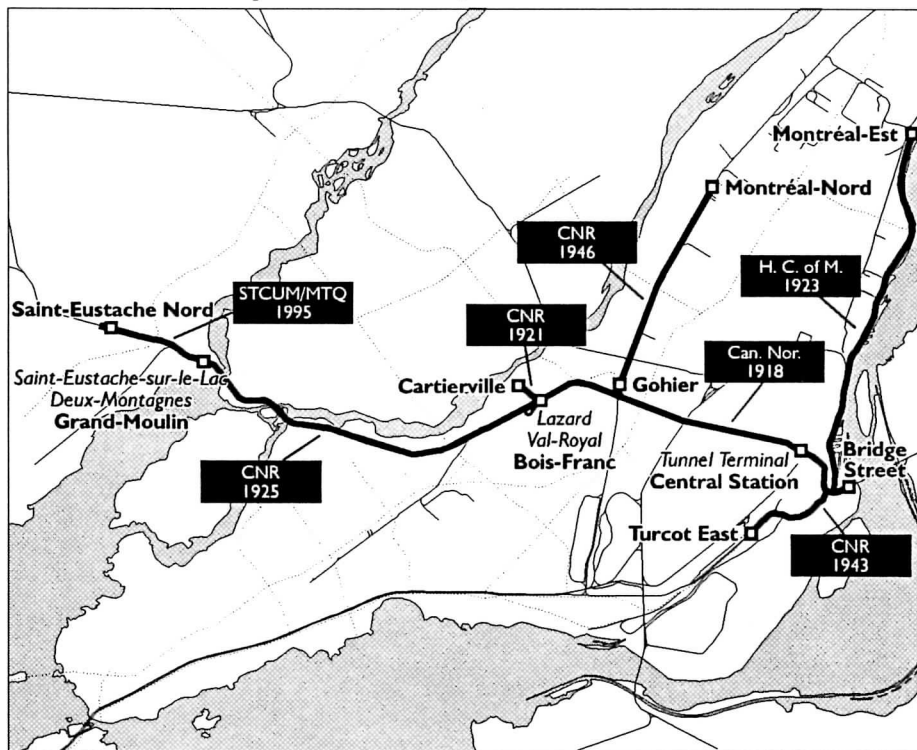 Montréal-Est
Montréal-Nord
CNR
1946
H. C. of M.
1923
STCUM/MTQ
1995
Saint-Eustache Nord
CNR
1921
Can. Nor.
1918
Saint-Eustache-sur-le-Lac
Deux-Montagnes
Grand-Moulin
Cartierville
Gohier
Lazard
Val-Royal
Bois-Franc
CNR
1925
Tunnel Terminal
Central Station
Bridge
Street
Turcot East
CNR
1943